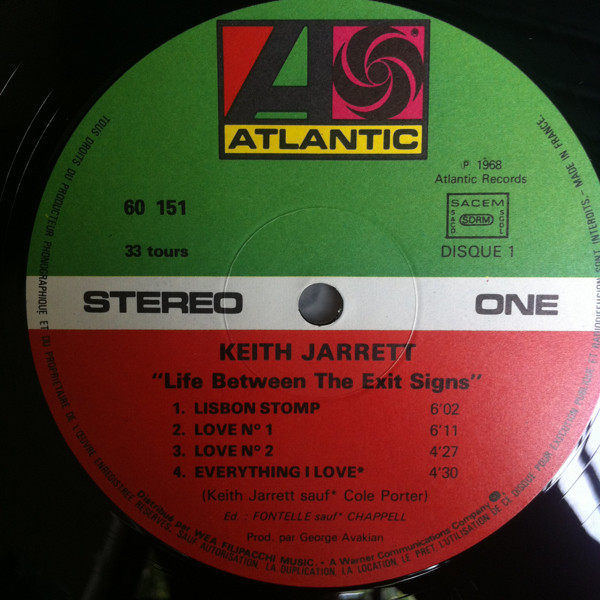 ATLANTIC
®
℗ 1968
Atlantic Records
60 151
SACEM
SACD
SDRM
SGDL
33 tours
DISQUE 1
STEREO
ONE
KEITH JARRETT
"Life Between The Exit Signs"
1. LISBON STOMP 6'02
2. LOVE Nº 1 6'11
3. LOVE Nº 2 4'27
4. EVERYTHING I LOVE* 4'30
(Keith Jarrett sauf* Cole Porter)
Ed. : FONTELLE sauf* CHAPPELL
Prod. par George Avakian
Distribué par WEA FILIPACCHI MUSIC. • A Warner Communications Company
TOUS DROITS DU PRODUCTEUR PHONOGRAPHIQUE ET DU PROPRIETAIRE DE L'ŒUVRE ENREGISTREE RESERVES. SAUF AUTORISATION. LA DUPLICATION, LA LOCATION, LE PRET, L'UTILISATION DE CE DISQUE POUR EXECUTION PUBLIQUE ET RADIODIFFUSION SONT INTERDITS. - MADE IN FRANCE.